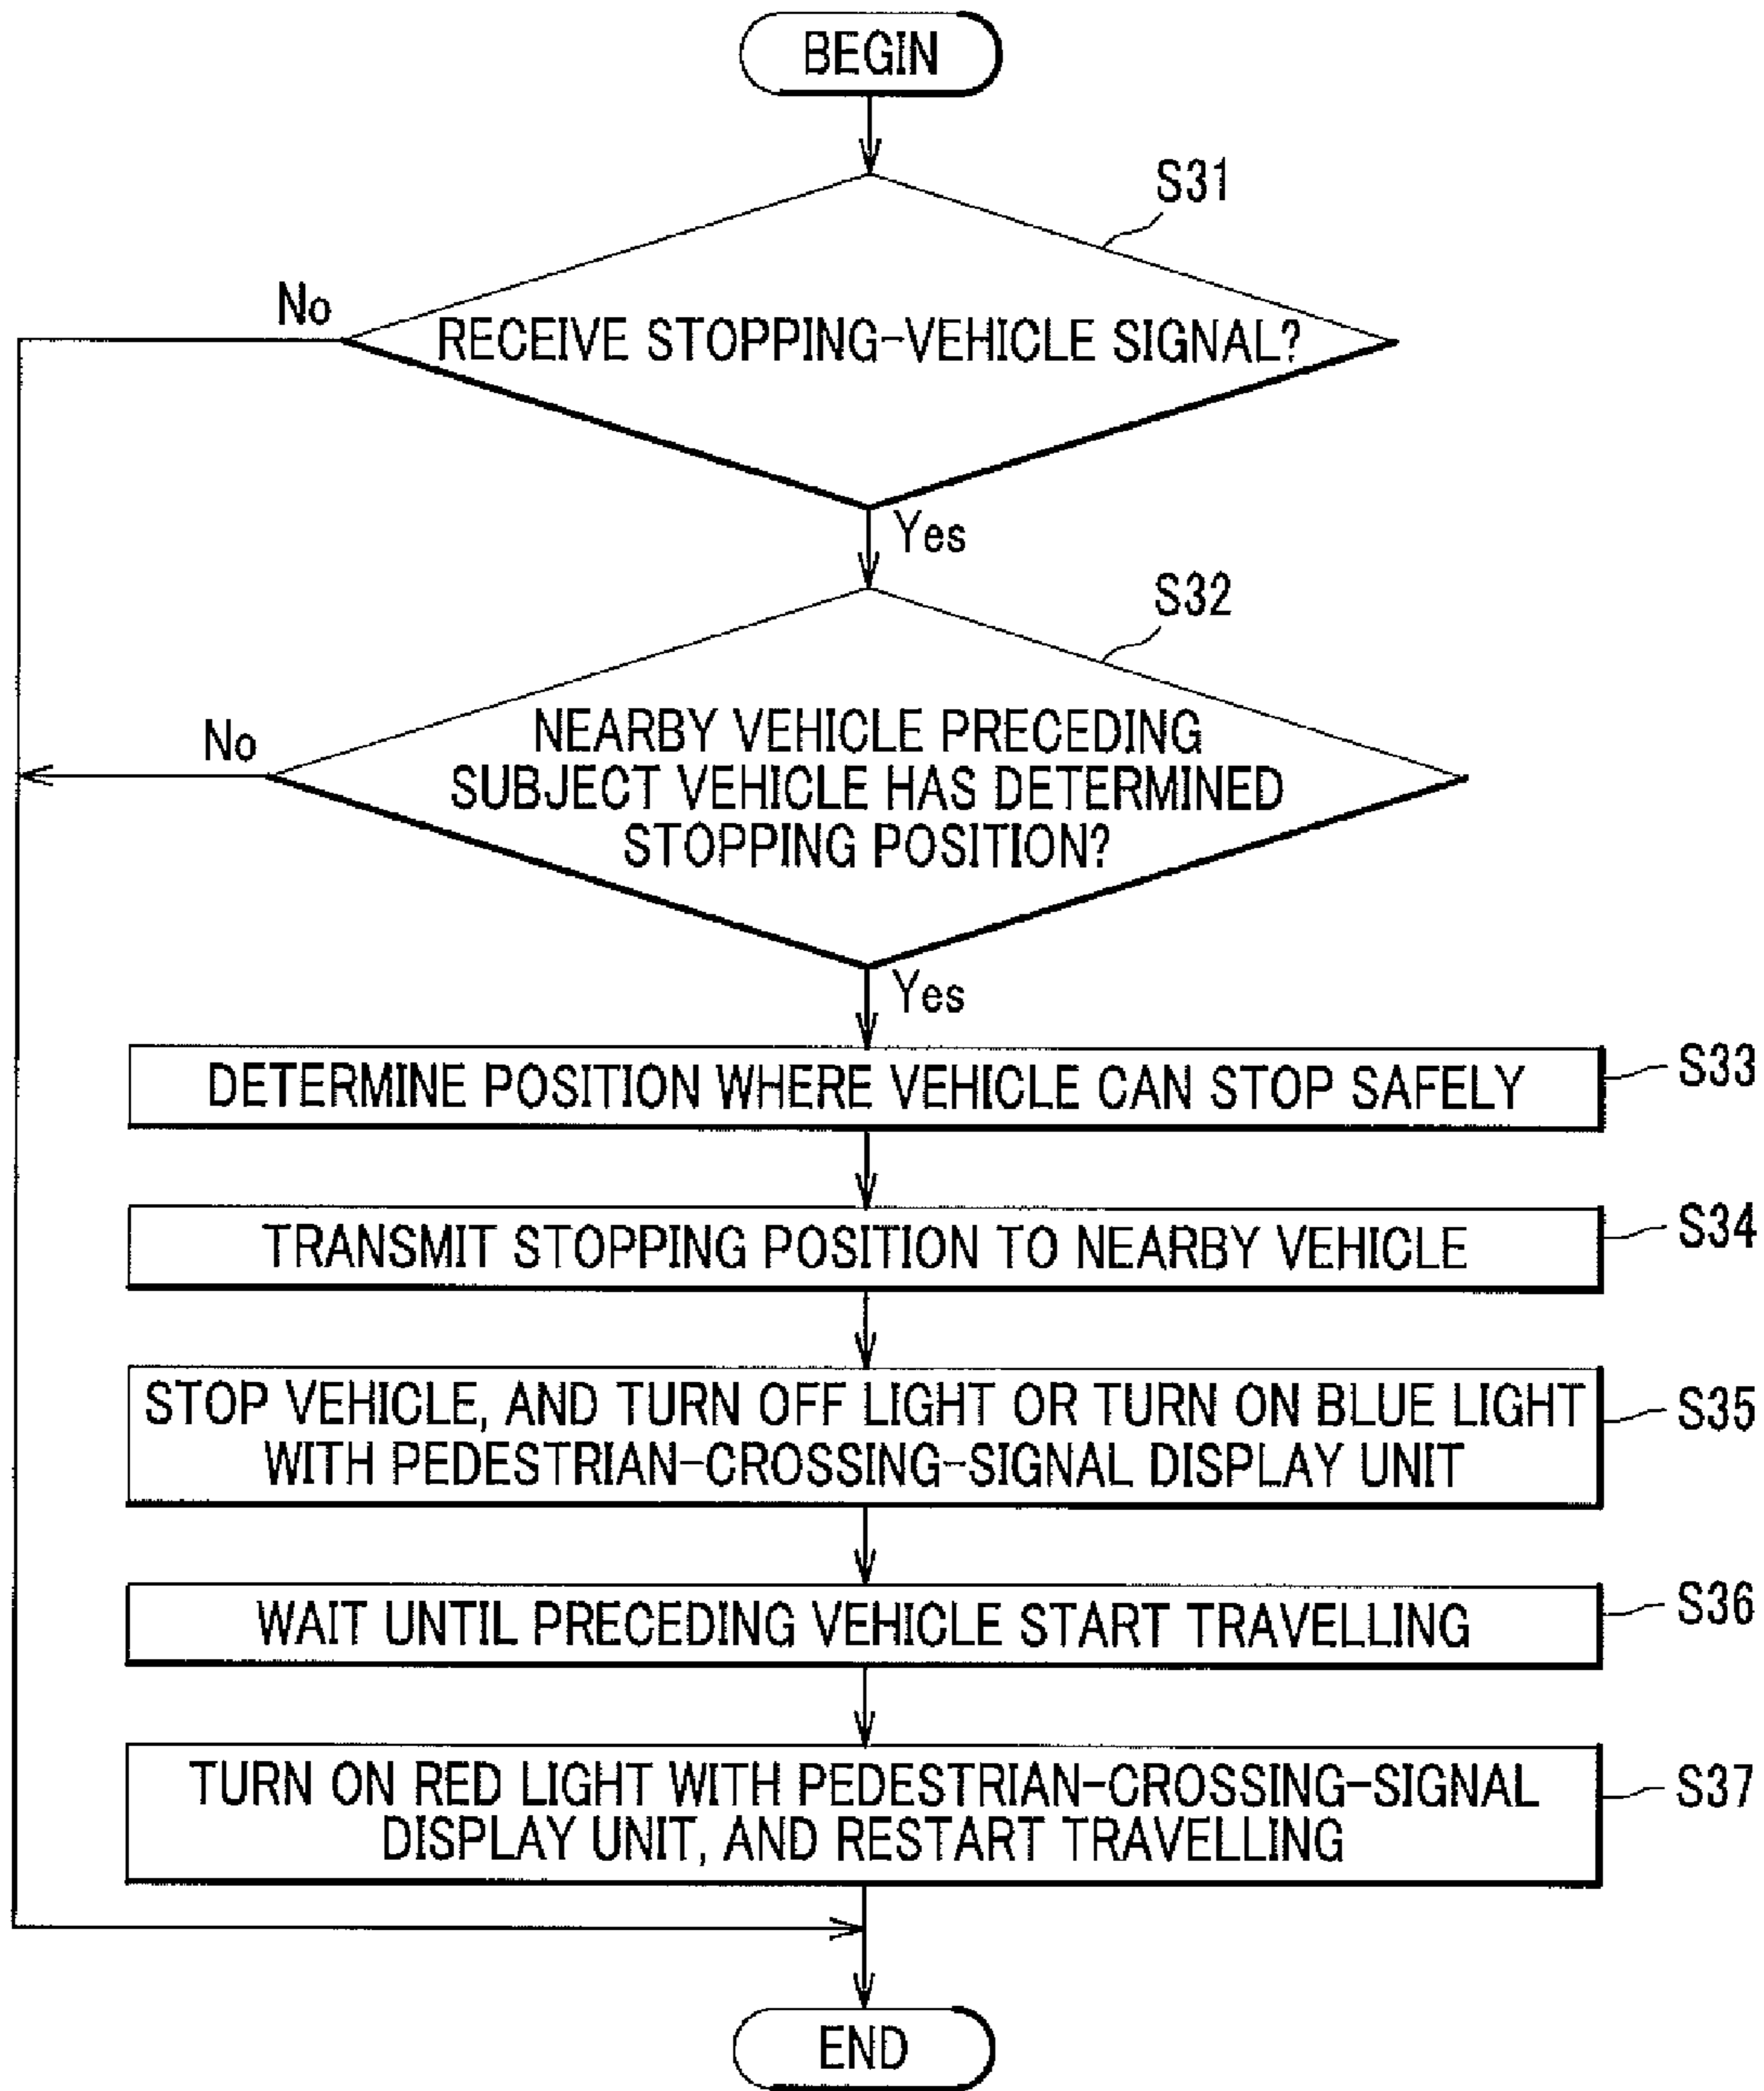 BEGIN
S31
No
RECEIVE STOPPING-VEHICLE SIGNAL?
Yes
S32
No
NEARBY VEHICLE PRECEDING
SUBJECT VEHICLE HAS DETERMINED
STOPPING POSITION?
Yes
DETERMINE POSITION WHERE VEHICLE CAN STOP SAFELY
S33
TRANSMIT STOPPING POSITION TO NEARBY VEHICLE
S34
STOP VEHICLE, AND TURN OFF LIGHT OR TURN ON BLUE LIGHT
WITH PEDESTRIAN-CROSSING-SIGNAL DISPLAY UNIT
S35
WAIT UNTIL PRECEDING VEHICLE START TRAVELLING
S36
TURN ON RED LIGHT WITH PEDESTRIAN-CROSSING-SIGNAL
DISPLAY UNIT, AND RESTART TRAVELLING
S37
END